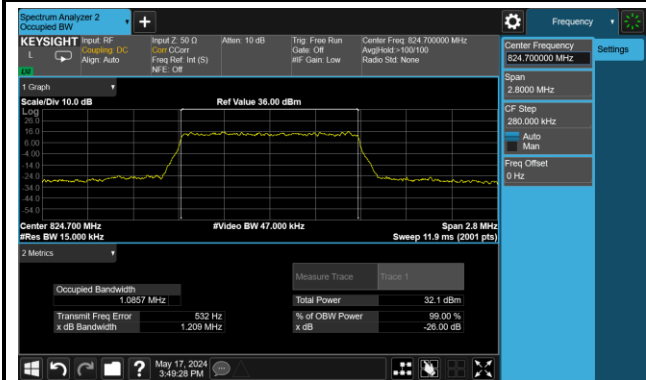 Spectrum Analyzer 2
Occupied BW
Frequency
KEYSIGHT
L
Input: RF
Coupling: DC
Align: Auto
Input Z: 50 Ω
Corr CCorr
Freq Ref: Int (S)
NFE: Off
Atten: 10 dB
Trig: Free Run
Gate: Off
#IF Gain: Low
Center Freq: 824.700000 MHz
Avg|Hold:>100/100
Radio Std: None
Center Frequency
824.700000 MHz
Settings
Span
2.8000 MHz
CF Step
280.000 kHz
Auto
Man
Freq Offset
0 Hz
1 Graph
Scale/Div 10.0 dB
Ref Value 36.00 dBm
Log
26.0
16.0
6.00
-4.00
-14.0
-24.0
-34.0
-44.0
-54.0
Center 824.700 MHz
#Video BW 47.000 kHz
Span 2.8 MHz
#Res BW 15.000 kHz
Sweep 11.9 ms (2001 pts)
2 Metrics
Measure Trace
Trace 1
Occupied Bandwidth
1.0857 MHz
Total Power
32.1 dBm
Transmit Freq Error
532 Hz
% of OBW Power
99.00 %
x dB Bandwidth
1.209 MHz
x dB
-26.00 dB
?
May 17, 2024
3:49:28 PM